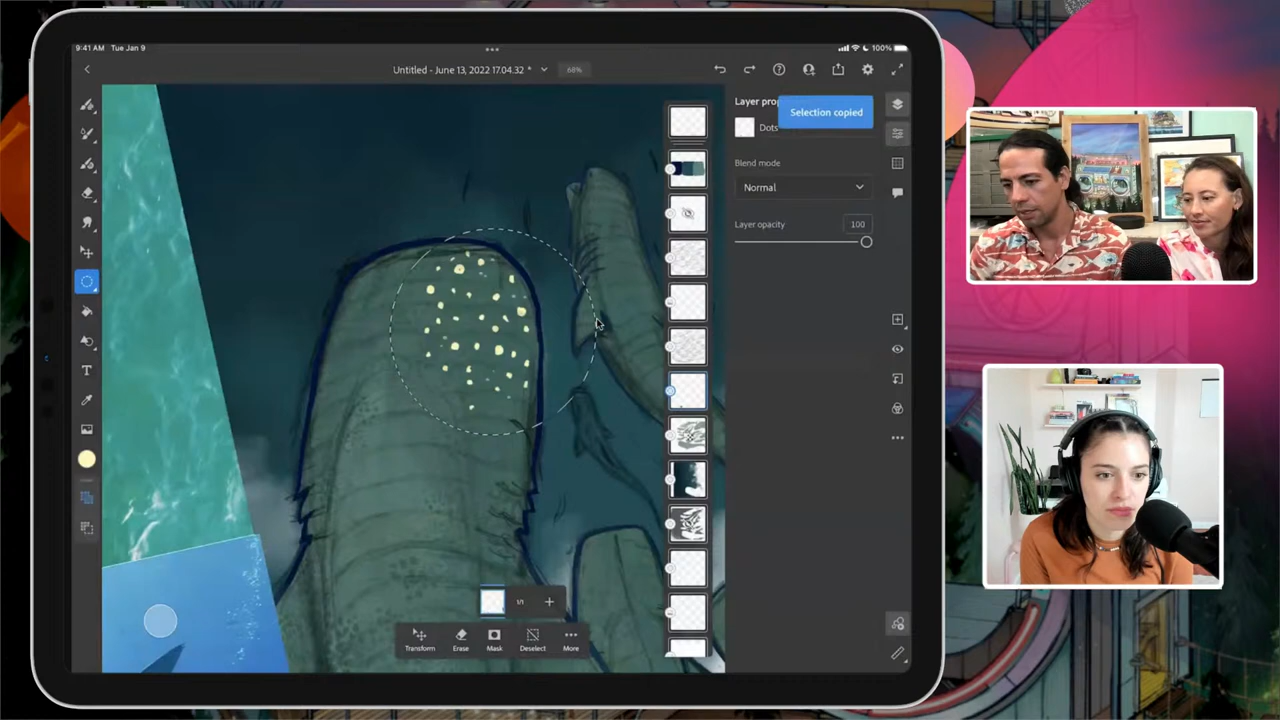 9:41 AM Tue Jan 9
100%
Untitled - June 13, 2022 17.04.32 *
68%
Layer prop
Selection copied
Dots
Blend mode
Normal
Layer opacity
100
T
1/1
Transform
Erase
Mask
Deselect
More